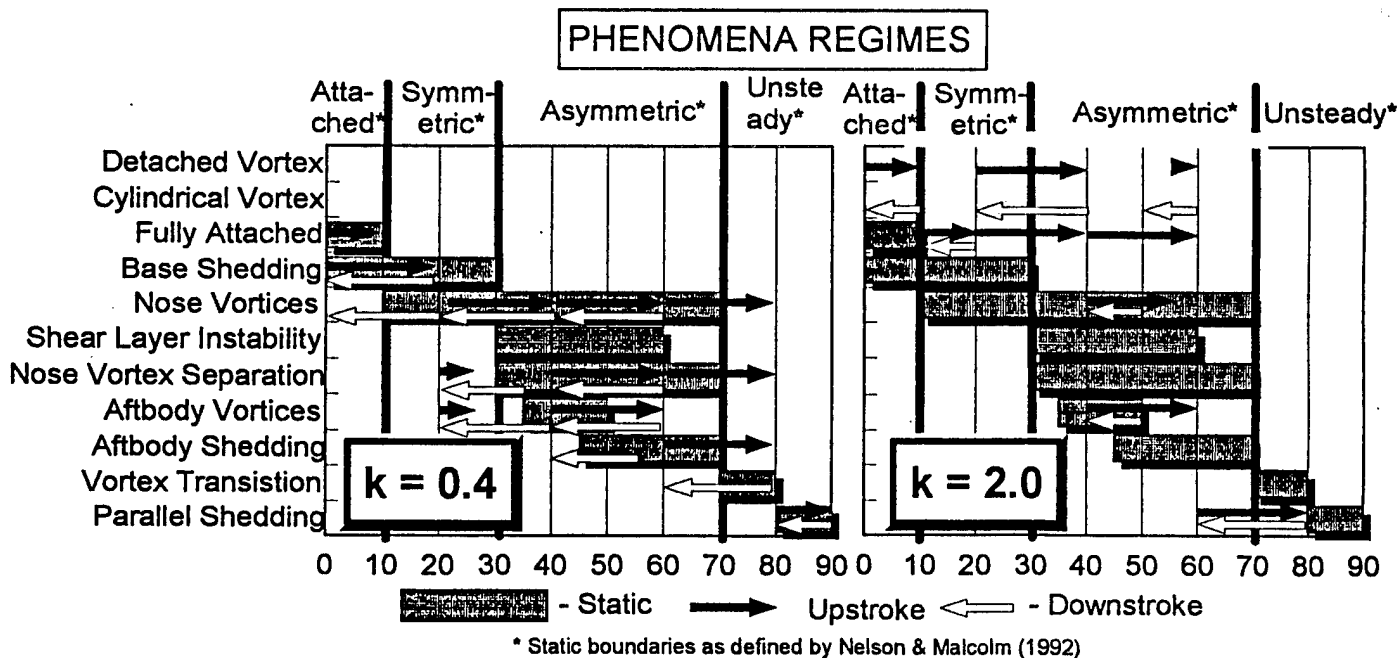 PHENOMENA REGIMES
Atta-
ched*
Symm-
etric*
Asymmetric*
Unste
ady*
Atta-
ched*
Symm-
etric*
Asymmetric*
Unsteady*
Detached Vortex
Cylindrical Vortex
Fully Attached
Base Shedding
Nose Vortices
Shear Layer Instability
Nose Vortex Separation
Aftbody Vortices
Aftbody Shedding
Vortex Transistion
Parallel Shedding
k = 0.4
k = 2.0
0 10 20 30 40 50 60 70 80 90 0 10 20 30 40 50 60 70 80 90
- Static Upstroke - Downstroke
* Static boundaries as defined by Nelson & Malcolm (1992)